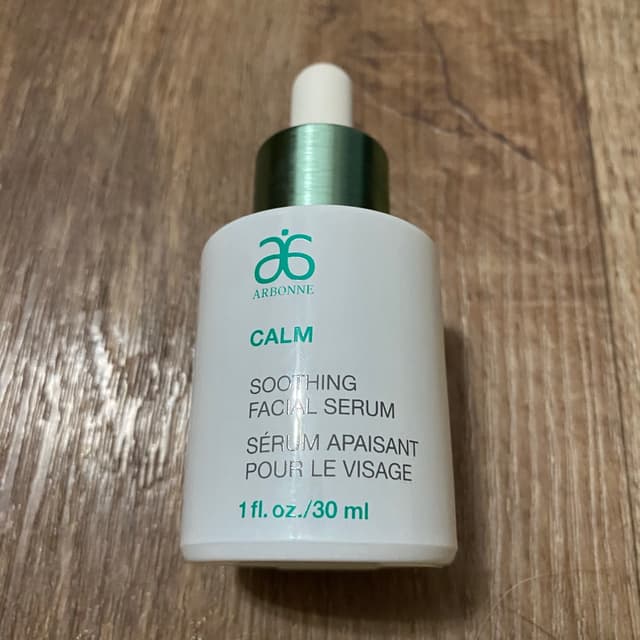 ARBONNE
CALM
SOOTHING
FACIAL SERUM
SÉRUM APAISANT
POUR LE VISAGE
1 fl. oz./30 ml